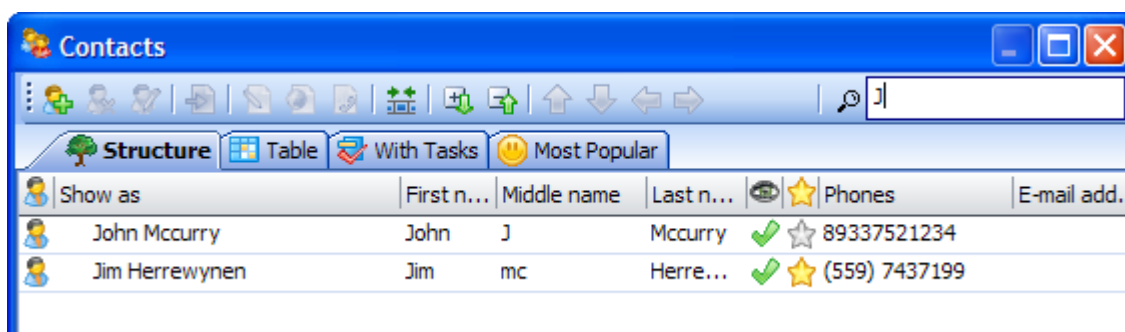 Contacts
J
Structure Table With Tasks Most Popular
Show as First n... Middle name Last n... Phones E-mail add.
John Mccurry John J Mccurry 89337521234
Jim Herrewynen Jim mc Herre... (559) 7437199